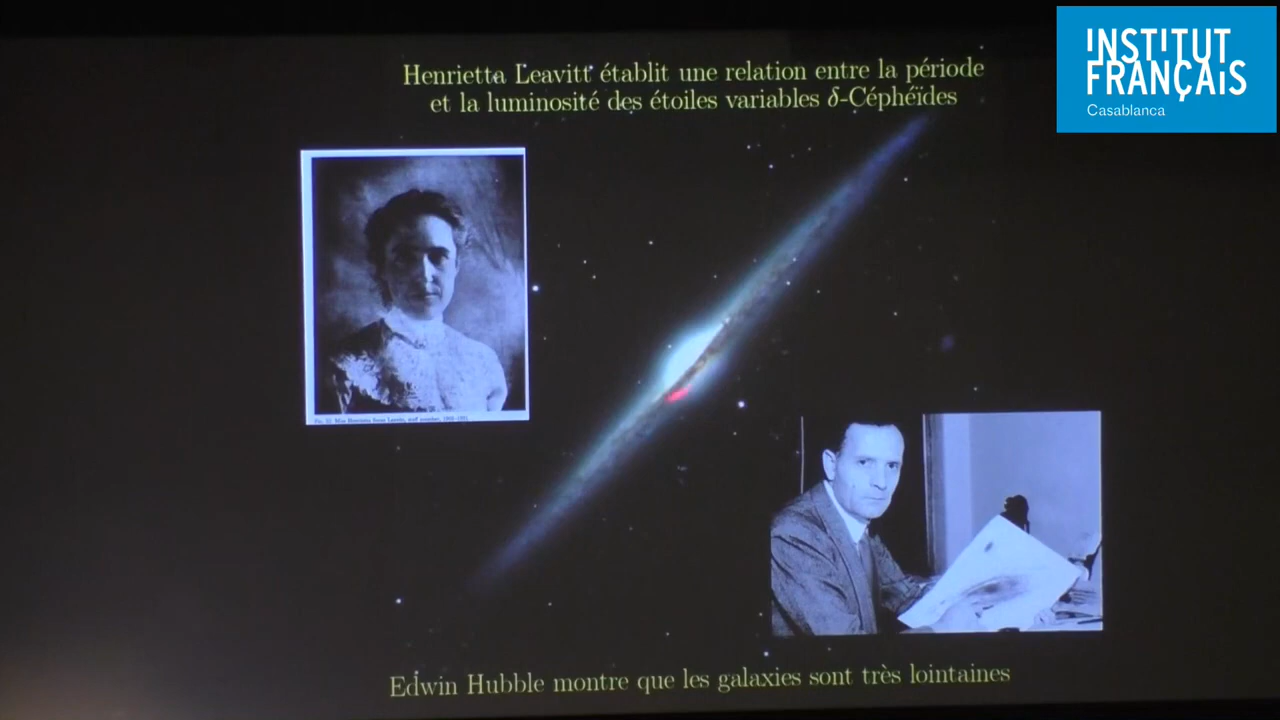 Henrietta Leavitt établit une relation entre la période
et la luminosité des étoiles variables δ-Céphéïdes
INSTITUT
FRANÇAIS
Casablanca
Edwin Hubble montre que les galaxies sont très lointaines